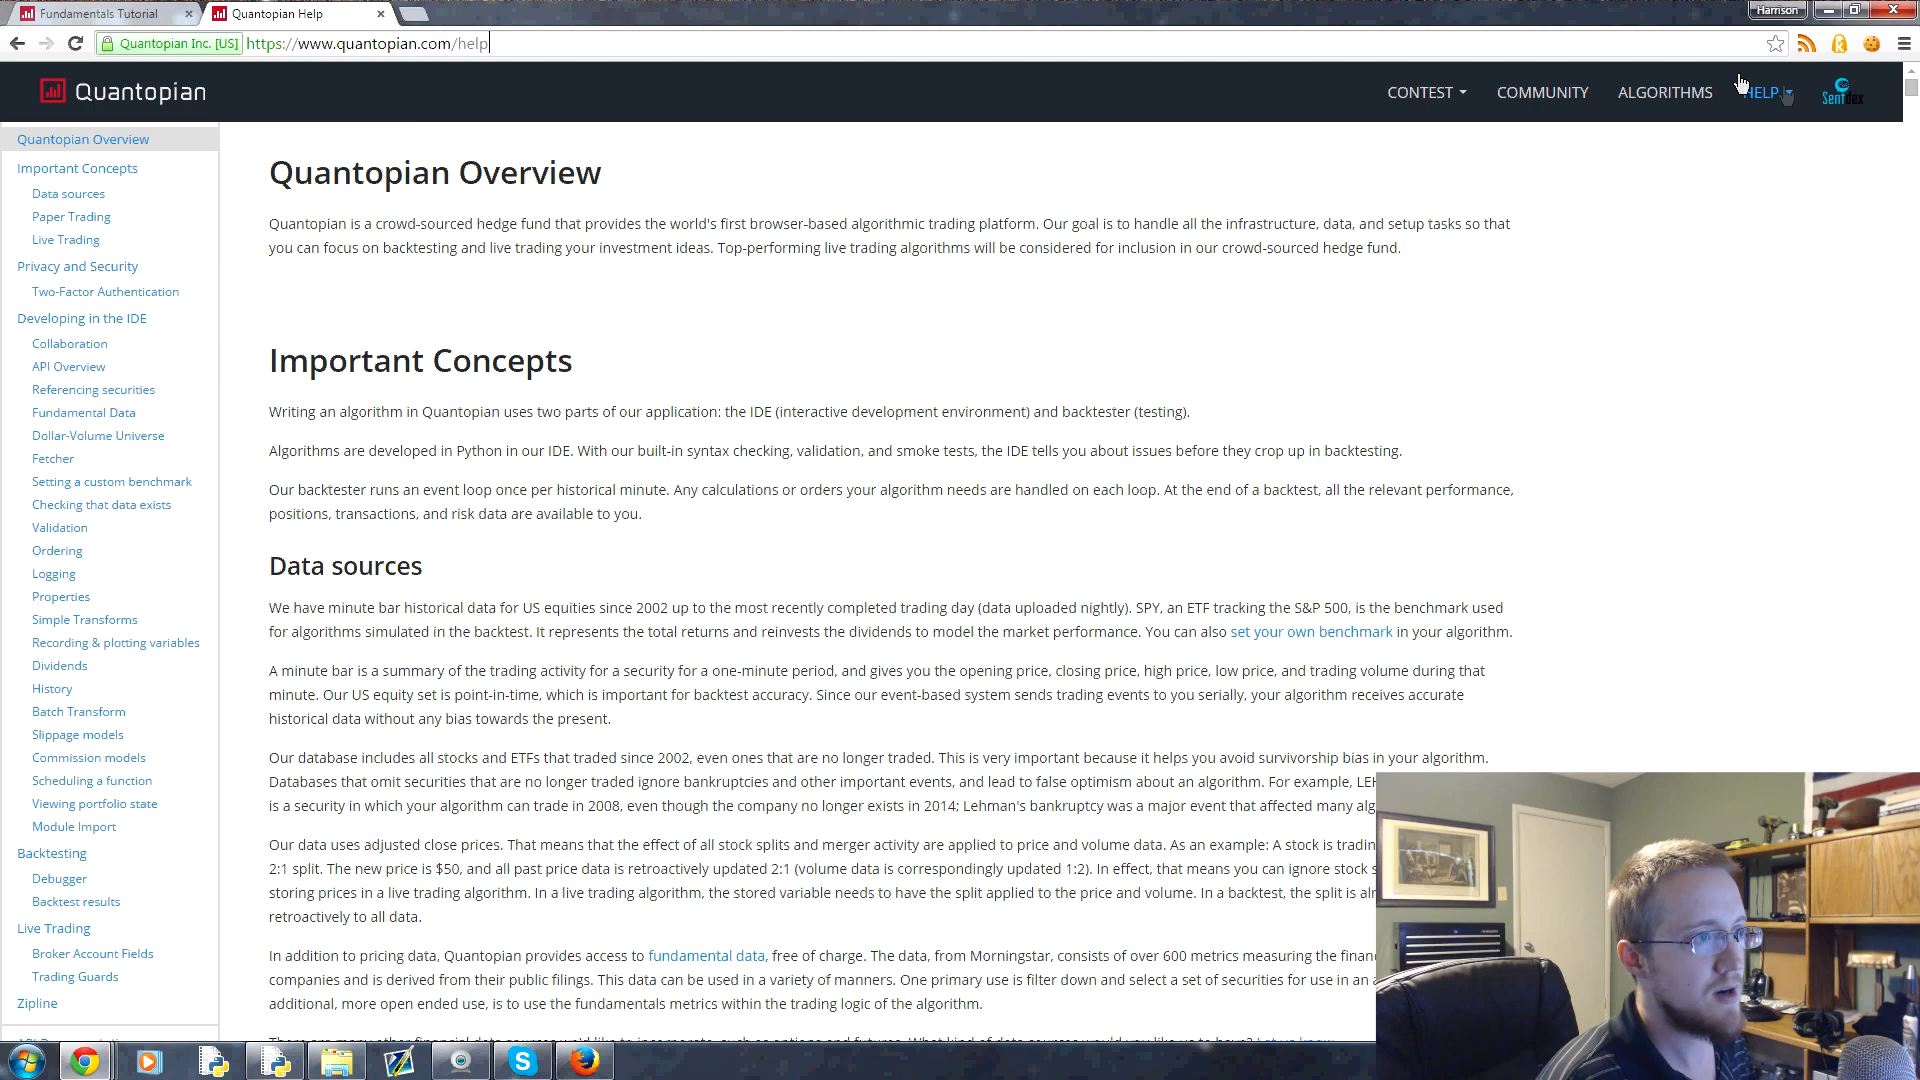 Fundamentals Tutorial
Quantopian Help
Harrison
Quantopian Inc. [US]
https://www.quantopian.com/help
Quantopian
CONTEST
COMMUNITY
ALGORITHMS
HELP
Sentdex
Quantopian Overview
Important Concepts
Data sources
Paper Trading
Live Trading
Privacy and Security
Two-Factor Authentication
Developing in the IDE
Collaboration
API Overview
Referencing securities
Fundamental Data
Dollar-Volume Universe
Fetcher
Setting a custom benchmark
Checking that data exists
Validation
Ordering
Logging
Properties
Simple Transforms
Recording & plotting variables
Dividends
History
Batch Transform
Slippage models
Commission models
Scheduling a function
Viewing portfolio state
Module Import
Backtesting
Debugger
Backtest results
Live Trading
Broker Account Fields
Trading Guards
Zipline
Quantopian Overview
Quantopian is a crowd-sourced hedge fund that provides the world's first browser-based algorithmic trading platform. Our goal is to handle all the infrastructure, data, and setup tasks so that
you can focus on backtesting and live trading your investment ideas. Top-performing live trading algorithms will be considered for inclusion in our crowd-sourced hedge fund.
Important Concepts
Writing an algorithm in Quantopian uses two parts of our application: the IDE (interactive development environment) and backtester (testing).
Algorithms are developed in Python in our IDE. With our built-in syntax checking, validation, and smoke tests, the IDE tells you about issues before they crop up in backtesting.
Our backtester runs an event loop once per historical minute. Any calculations or orders your algorithm needs are handled on each loop. At the end of a backtest, all the relevant performance,
positions, transactions, and risk data are available to you.
Data sources
We have minute bar historical data for US equities since 2002 up to the most recently completed trading day (data uploaded nightly). SPY, an ETF tracking the S&P 500, is the benchmark used
for algorithms simulated in the backtest. It represents the total returns and reinvests the dividends to model the market performance. You can also set your own benchmark in your algorithm.
A minute bar is a summary of the trading activity for a security for a one-minute period, and gives you the opening price, closing price, high price, low price, and trading volume during that
minute. Our US equity set is point-in-time, which is important for backtest accuracy. Since our event-based system sends trading events to you serially, your algorithm receives accurate
historical data without any bias towards the present.
Our database includes all stocks and ETFs that traded since 2002, even ones that are no longer traded. This is very important because it helps you avoid survivorship bias in your algorithm.
Databases that omit securities that are no longer traded ignore bankruptcies and other important events, and lead to false optimism about an algorithm. For example, LEH
is a security in which your algorithm can trade in 2008, even though the company no longer exists in 2014; Lehman's bankruptcy was a major event that affected many alg
Our data uses adjusted close prices. That means that the effect of all stock splits and merger activity are applied to price and volume data. As an example: A stock is tradin
2:1 split. The new price is $50, and all past price data is retroactively updated 2:1 (volume data is correspondingly updated 1:2). In effect, that means you can ignore stock s
storing prices in a live trading algorithm. In a live trading algorithm, the stored variable needs to have the split applied to the price and volume. In a backtest, the split is al
retroactively to all data.
In addition to pricing data, Quantopian provides access to fundamental data, free of charge. The data, from Morningstar, consists of over 600 metrics measuring the finan
companies and is derived from their public filings. This data can be used in a variety of manners. One primary use is filter down and select a set of securities for use in an a
additional, more open ended use, is to use the fundamentals metrics within the trading logic of the algorithm.